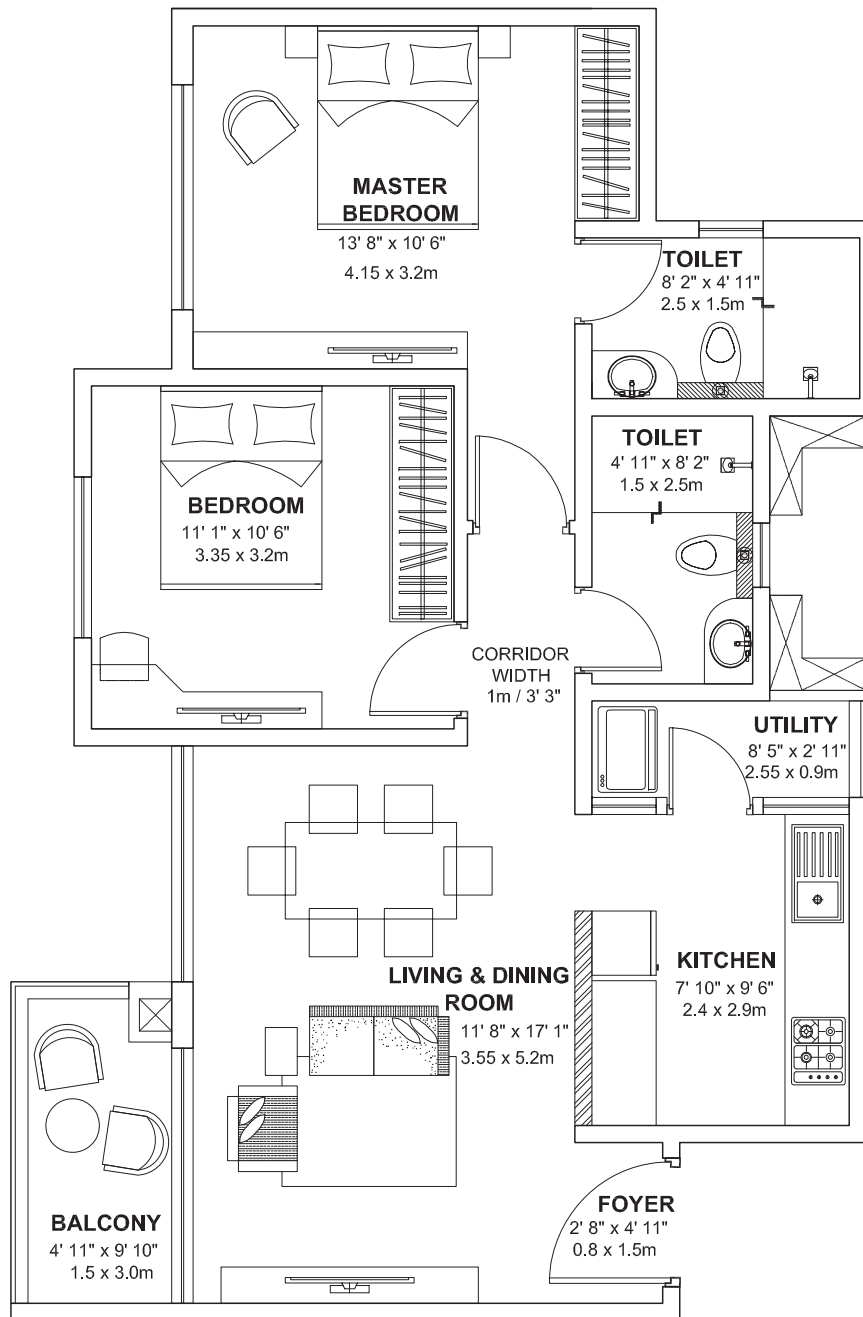 MASTER
BEDROOM
13' 8" x 10' 6"
4.15 x 3.2m
TOILET
8' 2" x 4' 11"
2.5 x 1.5m
TOILET
4' 11" x 8' 2"
1.5 x 2.5m
BEDROOM
11' 1" x 10' 6"
3.35 x 3.2m
CORRIDOR
WIDTH
1m / 3' 3"
UTILITY
8' 5" x 2' 11"
2.55 x 0.9m
LIVING & DINING
ROOM
11' 8" x 17' 1"
3.55 x 5.2m
KITCHEN
7' 10" x 9' 6"
2.4 x 2.9m
FOYER
2' 8" x 4' 11"
0.8 x 1.5m
BALCONY
4' 11" x 9' 10"
1.5 x 3.0m